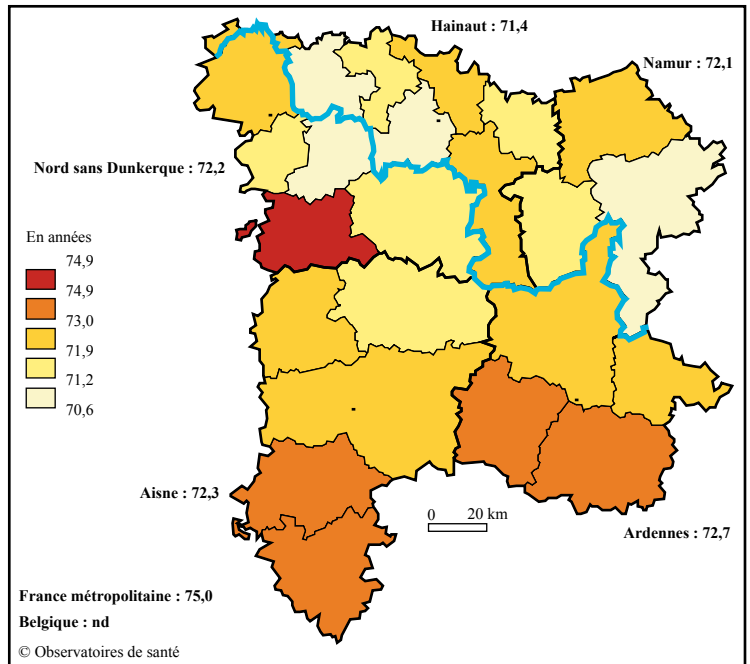 Hainaut : 71,4
Namur : 72,1
Nord sans Dunkerque : 72,2
En années
74,9
74,9
73,0
71,9
71,2
70,6
Aisne : 72,3
0 20 km
Ardennes : 72,7
France métropolitaine : 75,0
Belgique : nd
© Observatoires de santé